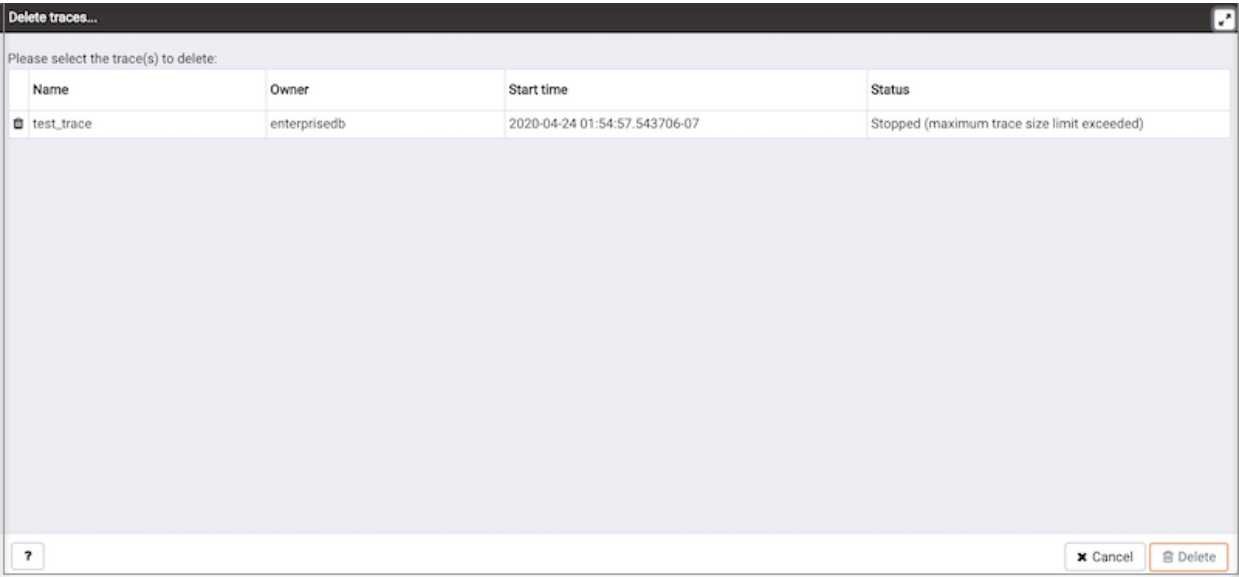 Delete traces...
Please select the trace(s) to delete:
Name Owner Start time Status
test_trace enterprisedb 2020-04-24 01:54:57.543706-07 Stopped (maximum trace size limit exceeded)
? Cancel Delete